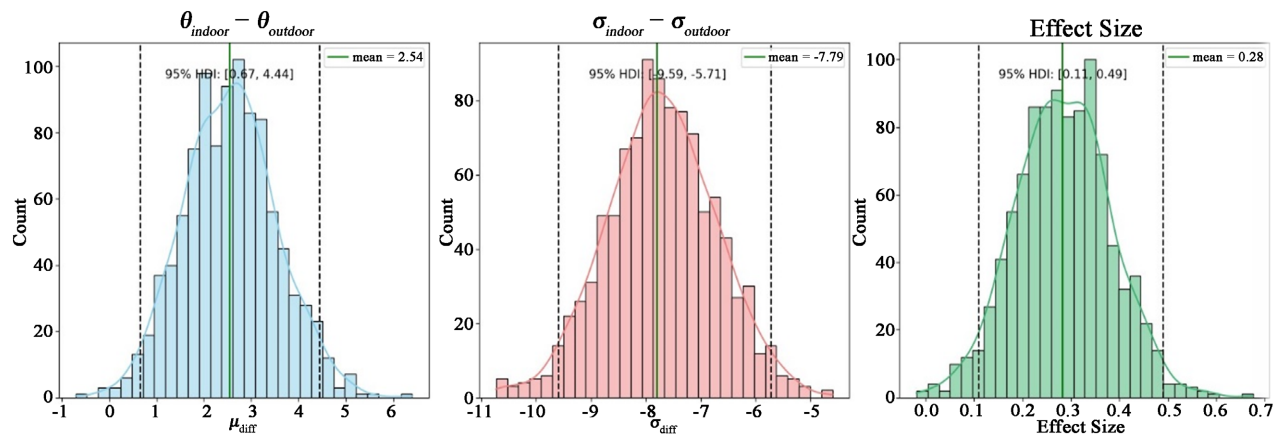 θindoor − θoutdoor
mean = 2.54
95% HDI: [0.67, 4.44]
Count
100
80
60
40
20
0
-1 0 1 2 3 4 5 6
μdiff
σindoor − σoutdoor
mean = -7.79
95% HDI: [-9.59, -5.71]
Count
80
60
40
20
0
-11 -10 -9 -8 -7 -6 -5
σdiff
Effect Size
mean = 0.28
95% HDI: [0.11, 0.49]
Count
100
80
60
40
20
0
0.0 0.1 0.2 0.3 0.4 0.5 0.6 0.7
Effect Size